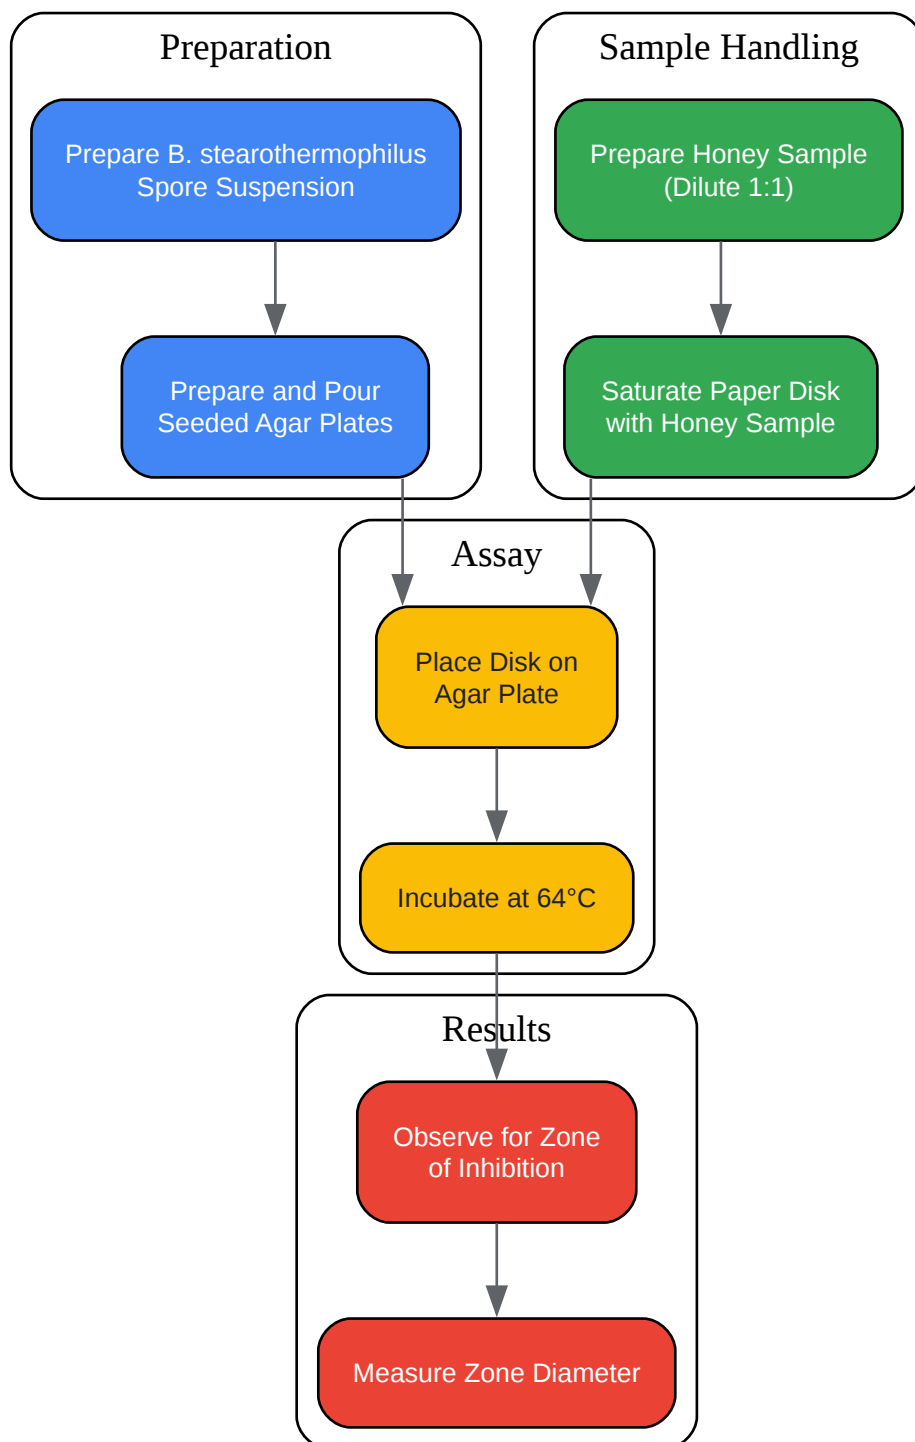 Preparation
Prepare B. stearothermophilus
Spore Suspension
Prepare and Pour
Seeded Agar Plates
Sample Handling
Prepare Honey Sample
(Dilute 1:1)
Saturate Paper Disk
with Honey Sample
Assay
Place Disk on
Agar Plate
Incubate at 64°C
Results
Observe for Zone
of Inhibition
Measure Zone Diameter